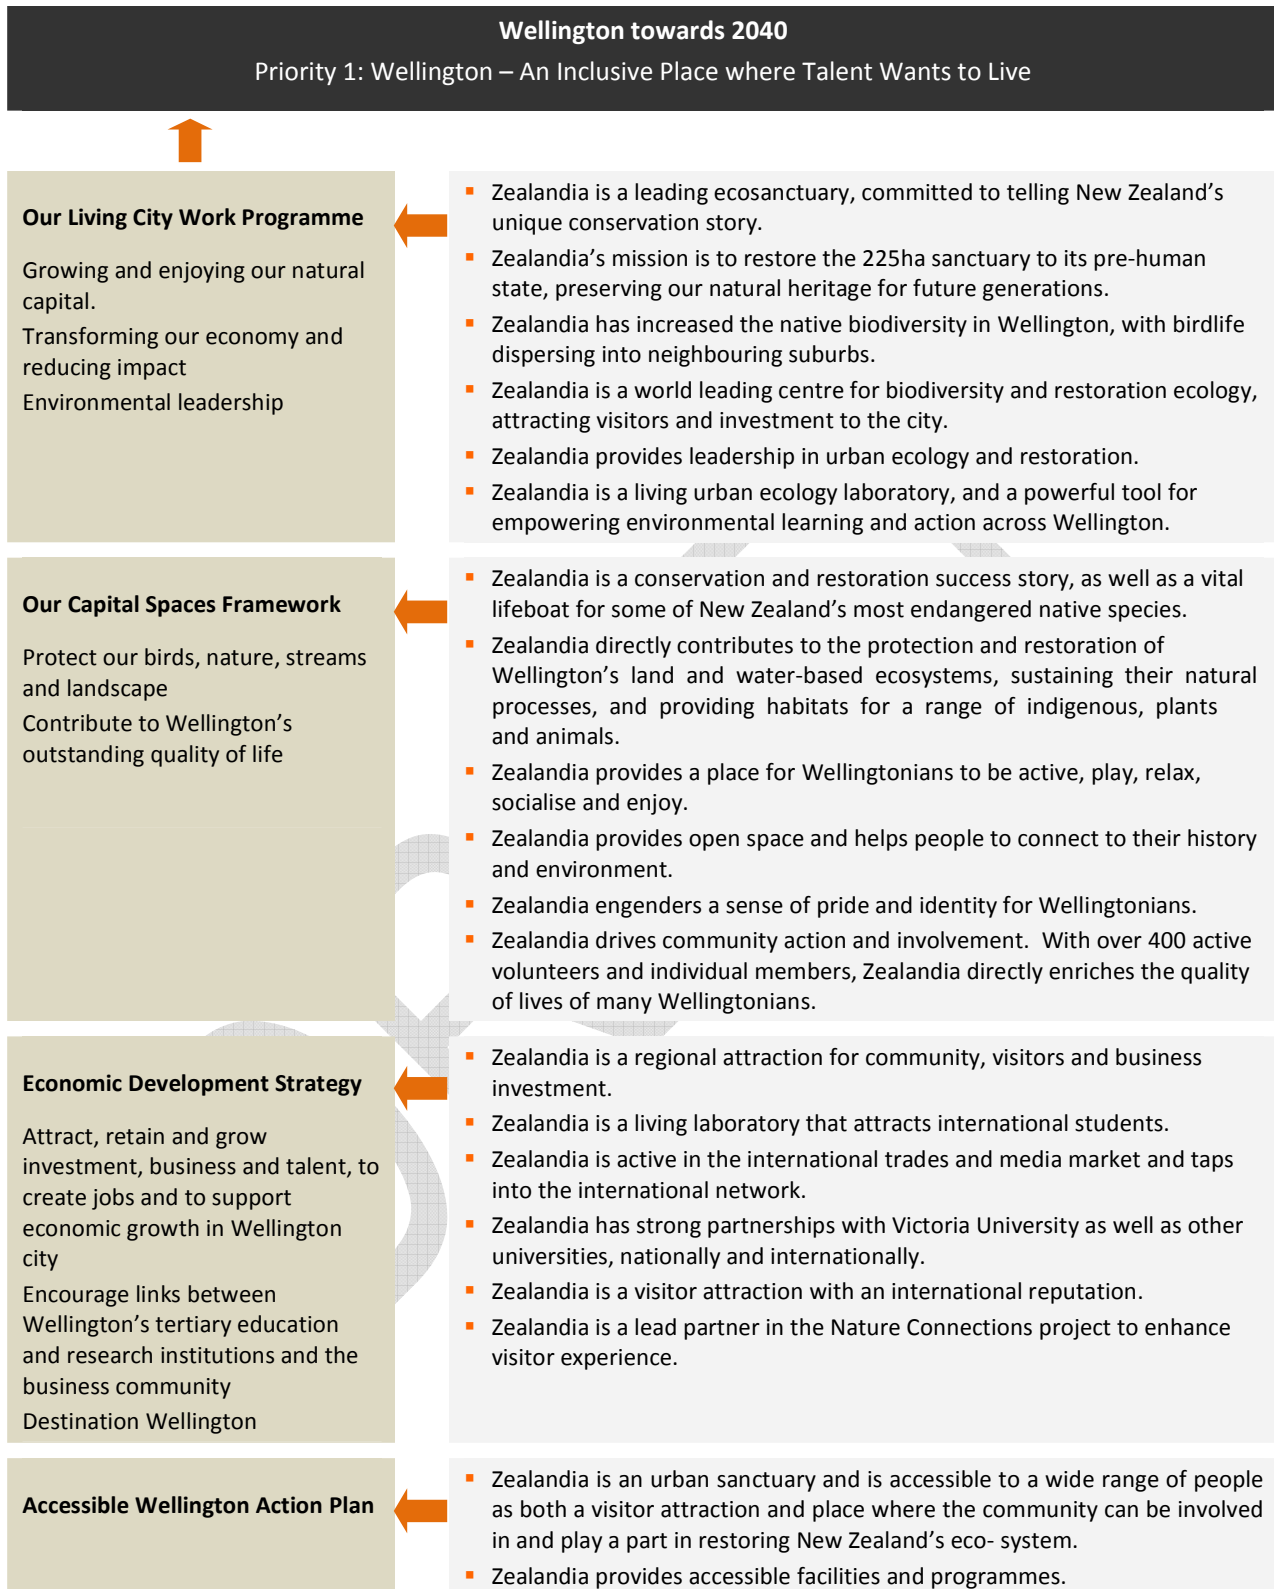 Wellington towards 2040
Priority 1: Wellington – An Inclusive Place where Talent Wants to Live
Our Living City Work Programme
Growing and enjoying our natural
capital.
Transforming our economy and
reducing impact
Environmental leadership
▪ Zealandia is a leading ecosanctuary, committed to telling New Zealand’s
unique conservation story.
▪ Zealandia’s mission is to restore the 225ha sanctuary to its pre-human
state, preserving our natural heritage for future generations.
▪ Zealandia has increased the native biodiversity in Wellington, with birdlife
dispersing into neighbouring suburbs.
▪ Zealandia is a world leading centre for biodiversity and restoration ecology,
attracting visitors and investment to the city.
▪ Zealandia provides leadership in urban ecology and restoration.
▪ Zealandia is a living urban ecology laboratory, and a powerful tool for
empowering environmental learning and action across Wellington.
Our Capital Spaces Framework
Protect our birds, nature, streams
and landscape
Contribute to Wellington’s
outstanding quality of life
▪ Zealandia is a conservation and restoration success story, as well as a vital
lifeboat for some of New Zealand’s most endangered native species.
▪ Zealandia directly contributes to the protection and restoration of
Wellington’s land and water-based ecosystems, sustaining their natural
processes, and providing habitats for a range of indigenous, plants
and animals.
▪ Zealandia provides a place for Wellingtonians to be active, play, relax,
socialise and enjoy.
▪ Zealandia provides open space and helps people to connect to their history
and environment.
▪ Zealandia engenders a sense of pride and identity for Wellingtonians.
▪ Zealandia drives community action and involvement. With over 400 active
volunteers and individual members, Zealandia directly enriches the quality
of lives of many Wellingtonians.
Economic Development Strategy
Attract, retain and grow
investment, business and talent, to
create jobs and to support
economic growth in Wellington
city
Encourage links between
Wellington’s tertiary education
and research institutions and the
business community
Destination Wellington
▪ Zealandia is a regional attraction for community, visitors and business
investment.
▪ Zealandia is a living laboratory that attracts international students.
▪ Zealandia is active in the international trades and media market and taps
into the international network.
▪ Zealandia has strong partnerships with Victoria University as well as other
universities, nationally and internationally.
▪ Zealandia is a visitor attraction with an international reputation.
▪ Zealandia is a lead partner in the Nature Connections project to enhance
visitor experience.
Accessible Wellington Action Plan
▪ Zealandia is an urban sanctuary and is accessible to a wide range of people
as both a visitor attraction and place where the community can be involved
in and play a part in restoring New Zealand’s eco- system.
▪ Zealandia provides accessible facilities and programmes.